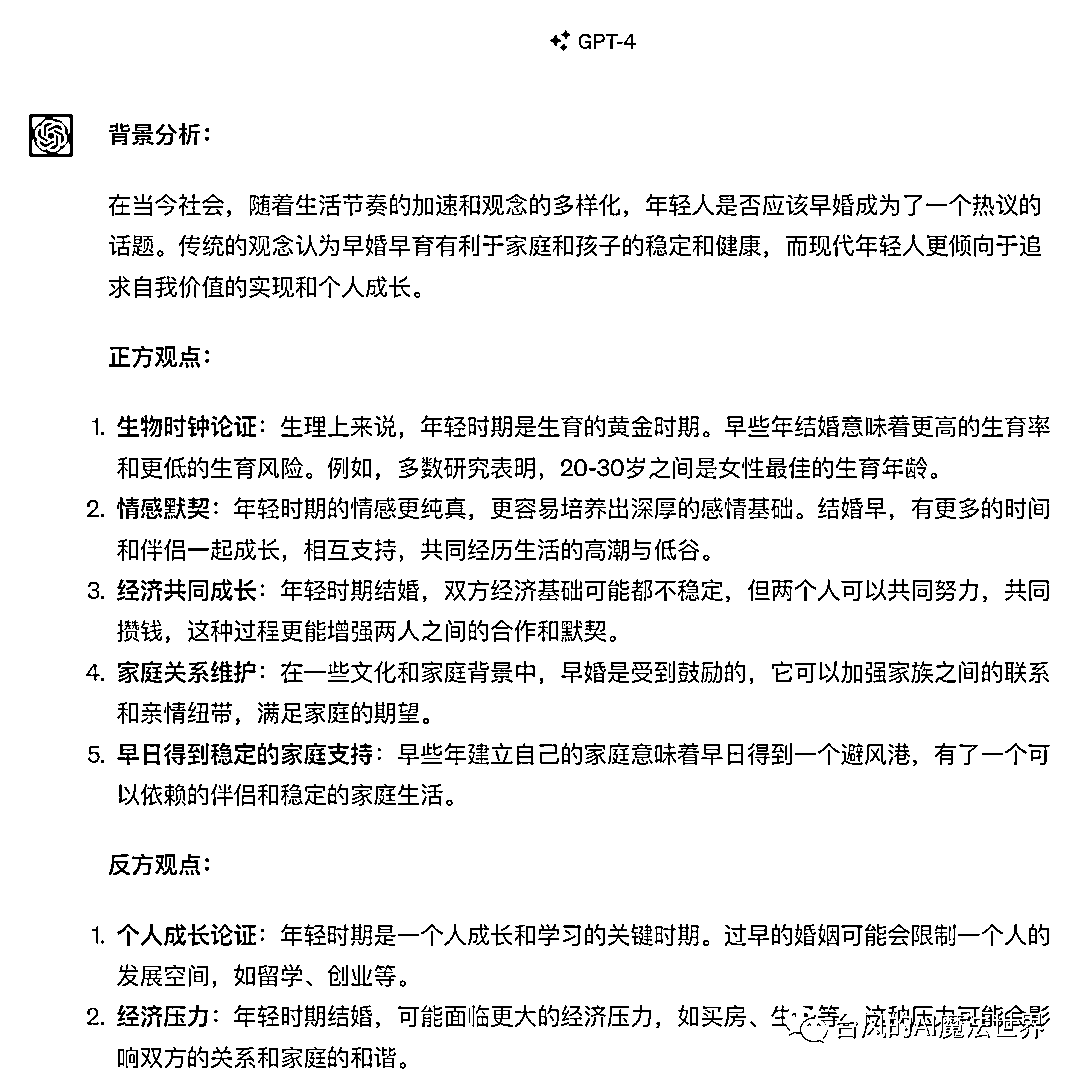 GPT-4
背景分析：
在当今社会，随着生活节奏的加速和观念的多样化，年轻人是否应该早婚成为了一个热议的
话题。传统的观念认为早婚早育有利于家庭和孩子的稳定和健康，而现代年轻人更倾向于追
求自我价值的实现和个人成长。
正方观点：
1. 生物时钟论证：生理上来说，年轻时期是生育的黄金时期。早些年结婚意味着更高的生育率
和更低的生育风险。例如，多数研究表明，20-30岁之间是女性最佳的生育年龄。
2. 情感默契：年轻时期的情感更纯真，更容易培养出深厚的感情基础。结婚早，有更多的时间
和伴侣一起成长，相互支持，共同经历生活的高潮与低谷。
3. 经济共同成长：年轻时期结婚，双方经济基础可能都不稳定，但两个人可以共同努力，共同
攒钱，这种过程更能增强两人之间的合作和默契。
4. 家庭关系维护：在一些文化和家庭背景中，早婚是受到鼓励的，它可以加强家族之间的联系
和亲情纽带，满足家庭的期望。
5. 早日得到稳定的家庭支持：早些年建立自己的家庭意味着早日得到一个避风港，有了一个可
以依赖的伴侣和稳定的家庭生活。
反方观点：
1. 个人成长论证：年轻时期是一个人成长和学习的关键时期。过早的婚姻可能会限制一个人的
发展空间，如留学、创业等。
2. 经济压力：年轻时期结婚，可能面临更大的经济压力，如买房、生 等。这种压力可能会影
响双方的关系和家庭的和谐。
台风的AI魔法世界